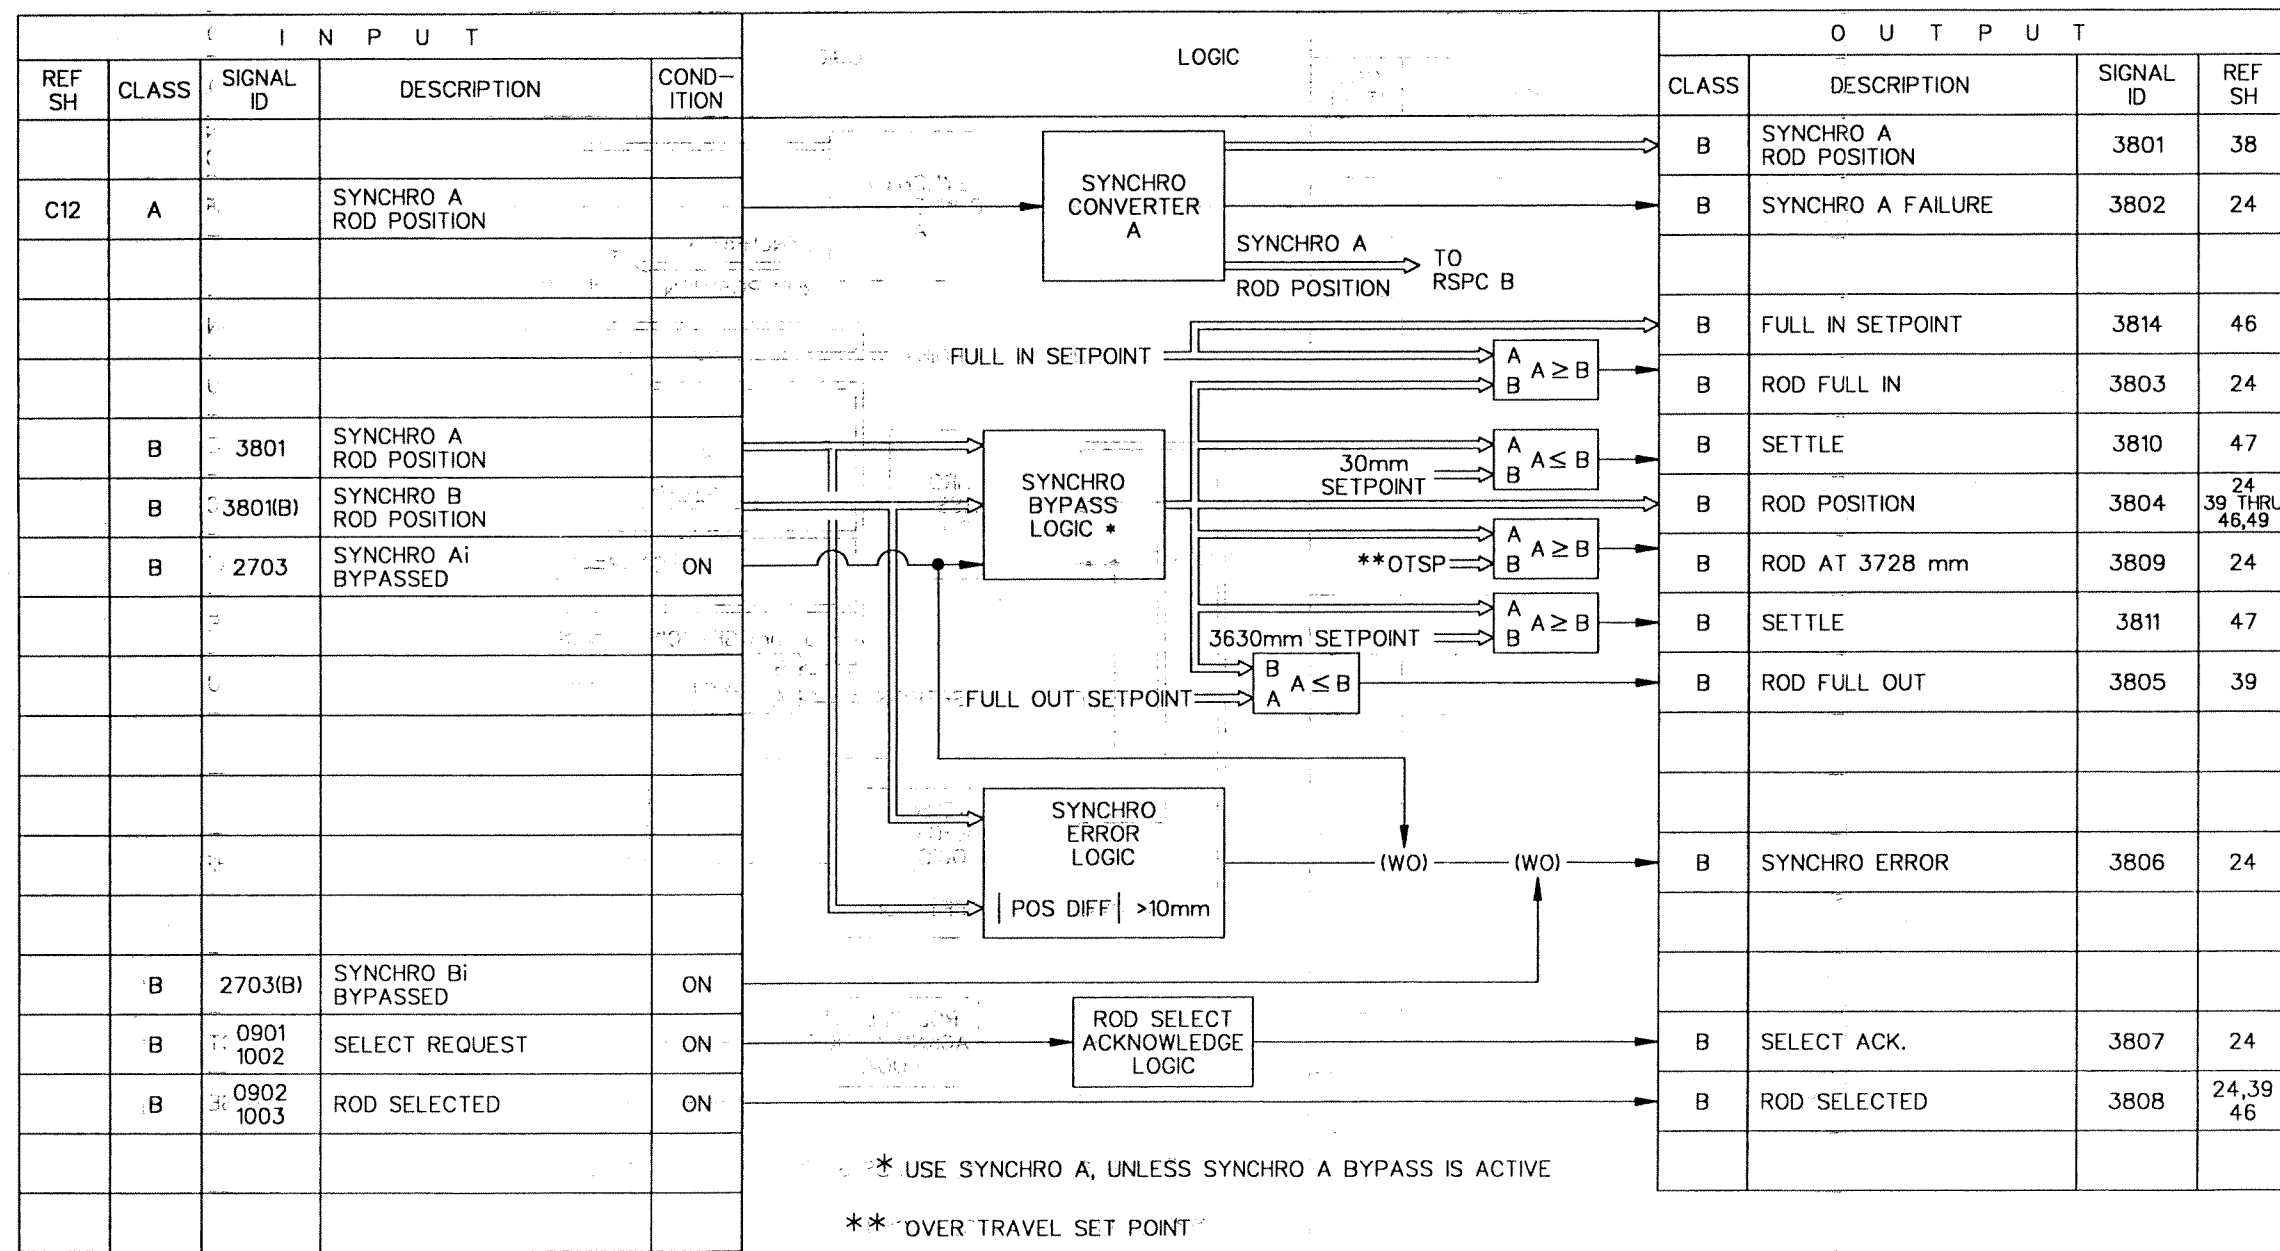 I N P U T
LOGIC
O U T P U T
REF SH
CLASS
SIGNAL ID
DESCRIPTION
COND-ITION
CLASS
DESCRIPTION
SIGNAL ID
REF SH
B
SYNCHRO A
ROD POSITION
3801
38
C12
A
SYNCHRO A
ROD POSITION
SYNCHRO
CONVERTER
A
B
SYNCHRO A FAILURE
3802
24
SYNCHRO A
ROD POSITION
TO
RSPC B
B
FULL IN SETPOINT
3814
46
FULL IN SETPOINT
A
B
A ≥ B
B
ROD FULL IN
3803
24
B
3801
SYNCHRO A
ROD POSITION
30mm
SETPOINT
A
B
A ≤ B
B
SETTLE
3810
47
B
3801(B)
SYNCHRO B
ROD POSITION
SYNCHRO
BYPASS
LOGIC *
B
ROD POSITION
3804
24
39 THRU
46,49
B
2703
SYNCHRO Ai
BYPASSED
ON
**OTSP
A
B
A ≥ B
B
ROD AT 3728 mm
3809
24
3630mm SETPOINT
A
B
A ≥ B
B
SETTLE
3811
47
FULL OUT SETPOINT
B
A
A ≤ B
B
ROD FULL OUT
3805
39
SYNCHRO
ERROR
LOGIC
| POS DIFF | >10mm
(WO)
(WO)
B
SYNCHRO ERROR
3806
24
B
2703(B)
SYNCHRO Bi
BYPASSED
ON
B
0901
1002
SELECT REQUEST
ON
ROD SELECT
ACKNOWLEDGE
LOGIC
B
SELECT ACK.
3807
24
B
0902
1003
ROD SELECTED
ON
B
ROD SELECTED
3808
24,39
46
* USE SYNCHRO A, UNLESS SYNCHRO A BYPASS IS ACTIVE
** OVER TRAVEL SET POINT